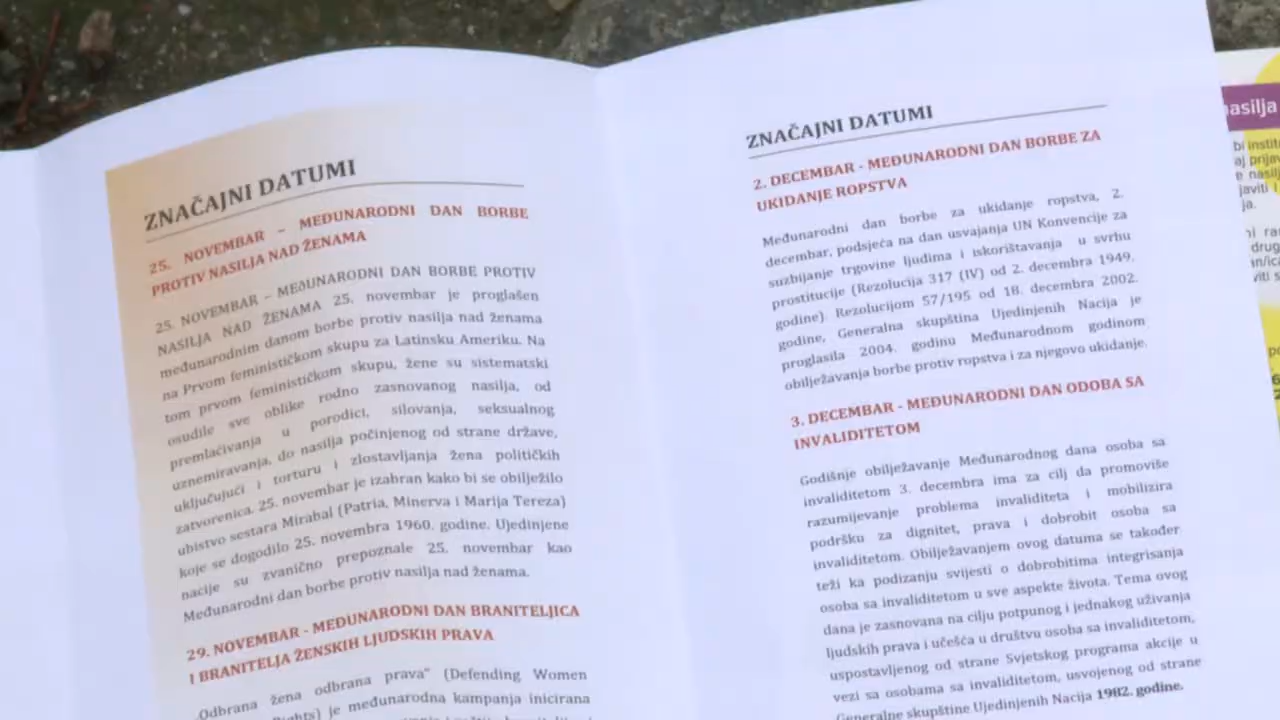 ZNAČAJNI DATUMI
25. NOVEMBAR – MEĐUNARODNI DAN BORBE
PROTIV NASILJA NAD ŽENAMA
25. NOVEMBAR – MEĐUNARODNI DAN BORBE PROTIV
NASILJA NAD ŽENAMA 25. novembar je proglašen
međunarodnim danom borbe protiv nasilja nad ženama
na Prvom feminističkom skupu za Latinsku Ameriku. Na
tom prvom feminističkom skupu, žene su sistematski
osudile sve oblike rodno zasnovanog nasilja, od
premlaćivanja u porodici, silovanja, seksualnog
uznemiravanja, do nasilja počinjenog od strane države,
uključujući i torturu i zlostavljanja žena političkih
zatvorenica. 25. novembar je izabran kako bi se obilježilo
ubistvo sestara Mirabal (Patria, Minerva i Marija Tereza)
koje se dogodilo 25. novembra 1960. godine. Ujedinjene
nacije su zvanično prepoznale 25. novembar kao
Međunarodni dan borbe protiv nasilja nad ženama.
29. NOVEMBAR - MEĐUNARODNI DAN BRANITELJICA
I BRANITELJA ŽENSKIH LJUDSKIH PRAVA
„Odbrana žena odbrana prava“ (Defending Women
Rights) je međunarodna kampanja inicirana
ZNAČAJNI DATUMI
2. DECEMBAR - MEĐUNARODNI DAN BORBE ZA
UKIDANJE ROPSTVA
Međunarodni dan borbe za ukidanje ropstva, 2.
decembar, podsjeća na dan usvajanja UN Konvencije za
suzbijanje trgovine ljudima i iskorištavanja u svrhu
prostitucije (Rezolucija 317 (IV) od 2. decembra 1949.
godine). Rezolucijom 57/195 od 18. decembra 2002.
godine, Generalna skupština Ujedinjenih Nacija je
proglasila 2004. godinu Međunarodnom godinom
obilježavanja borbe protiv ropstva i za njegovo ukidanje.
3. DECEMBAR - MEĐUNARODNI DAN ODOBA SA
INVALIDITETOM
Godišnje obilježavanje Međunarodnog dana osoba sa
invaliditetom 3. decembra ima za cilj da promoviše
razumijevanje problema invaliditeta i mobilizira
podršku za dignitet, prava i dobrobit osoba sa
invaliditetom. Obilježavanjem ovog datuma se također
teži ka podizanju svijesti o dobrobitima integrisanja
osoba sa invaliditetom u sve aspekte života. Tema ovog
dana je zasnovana na cilju potpunog i jednakog uživanja
ljudskih prava i učešća u društvu osoba sa invaliditetom,
uspostavljenog od strane Svjetskog programa akcije u
vezi sa osobama sa invaliditetom, usvojenog od strane
Generalne skupštine Ujedinjenih Nacija 1982. godine.
nasilja